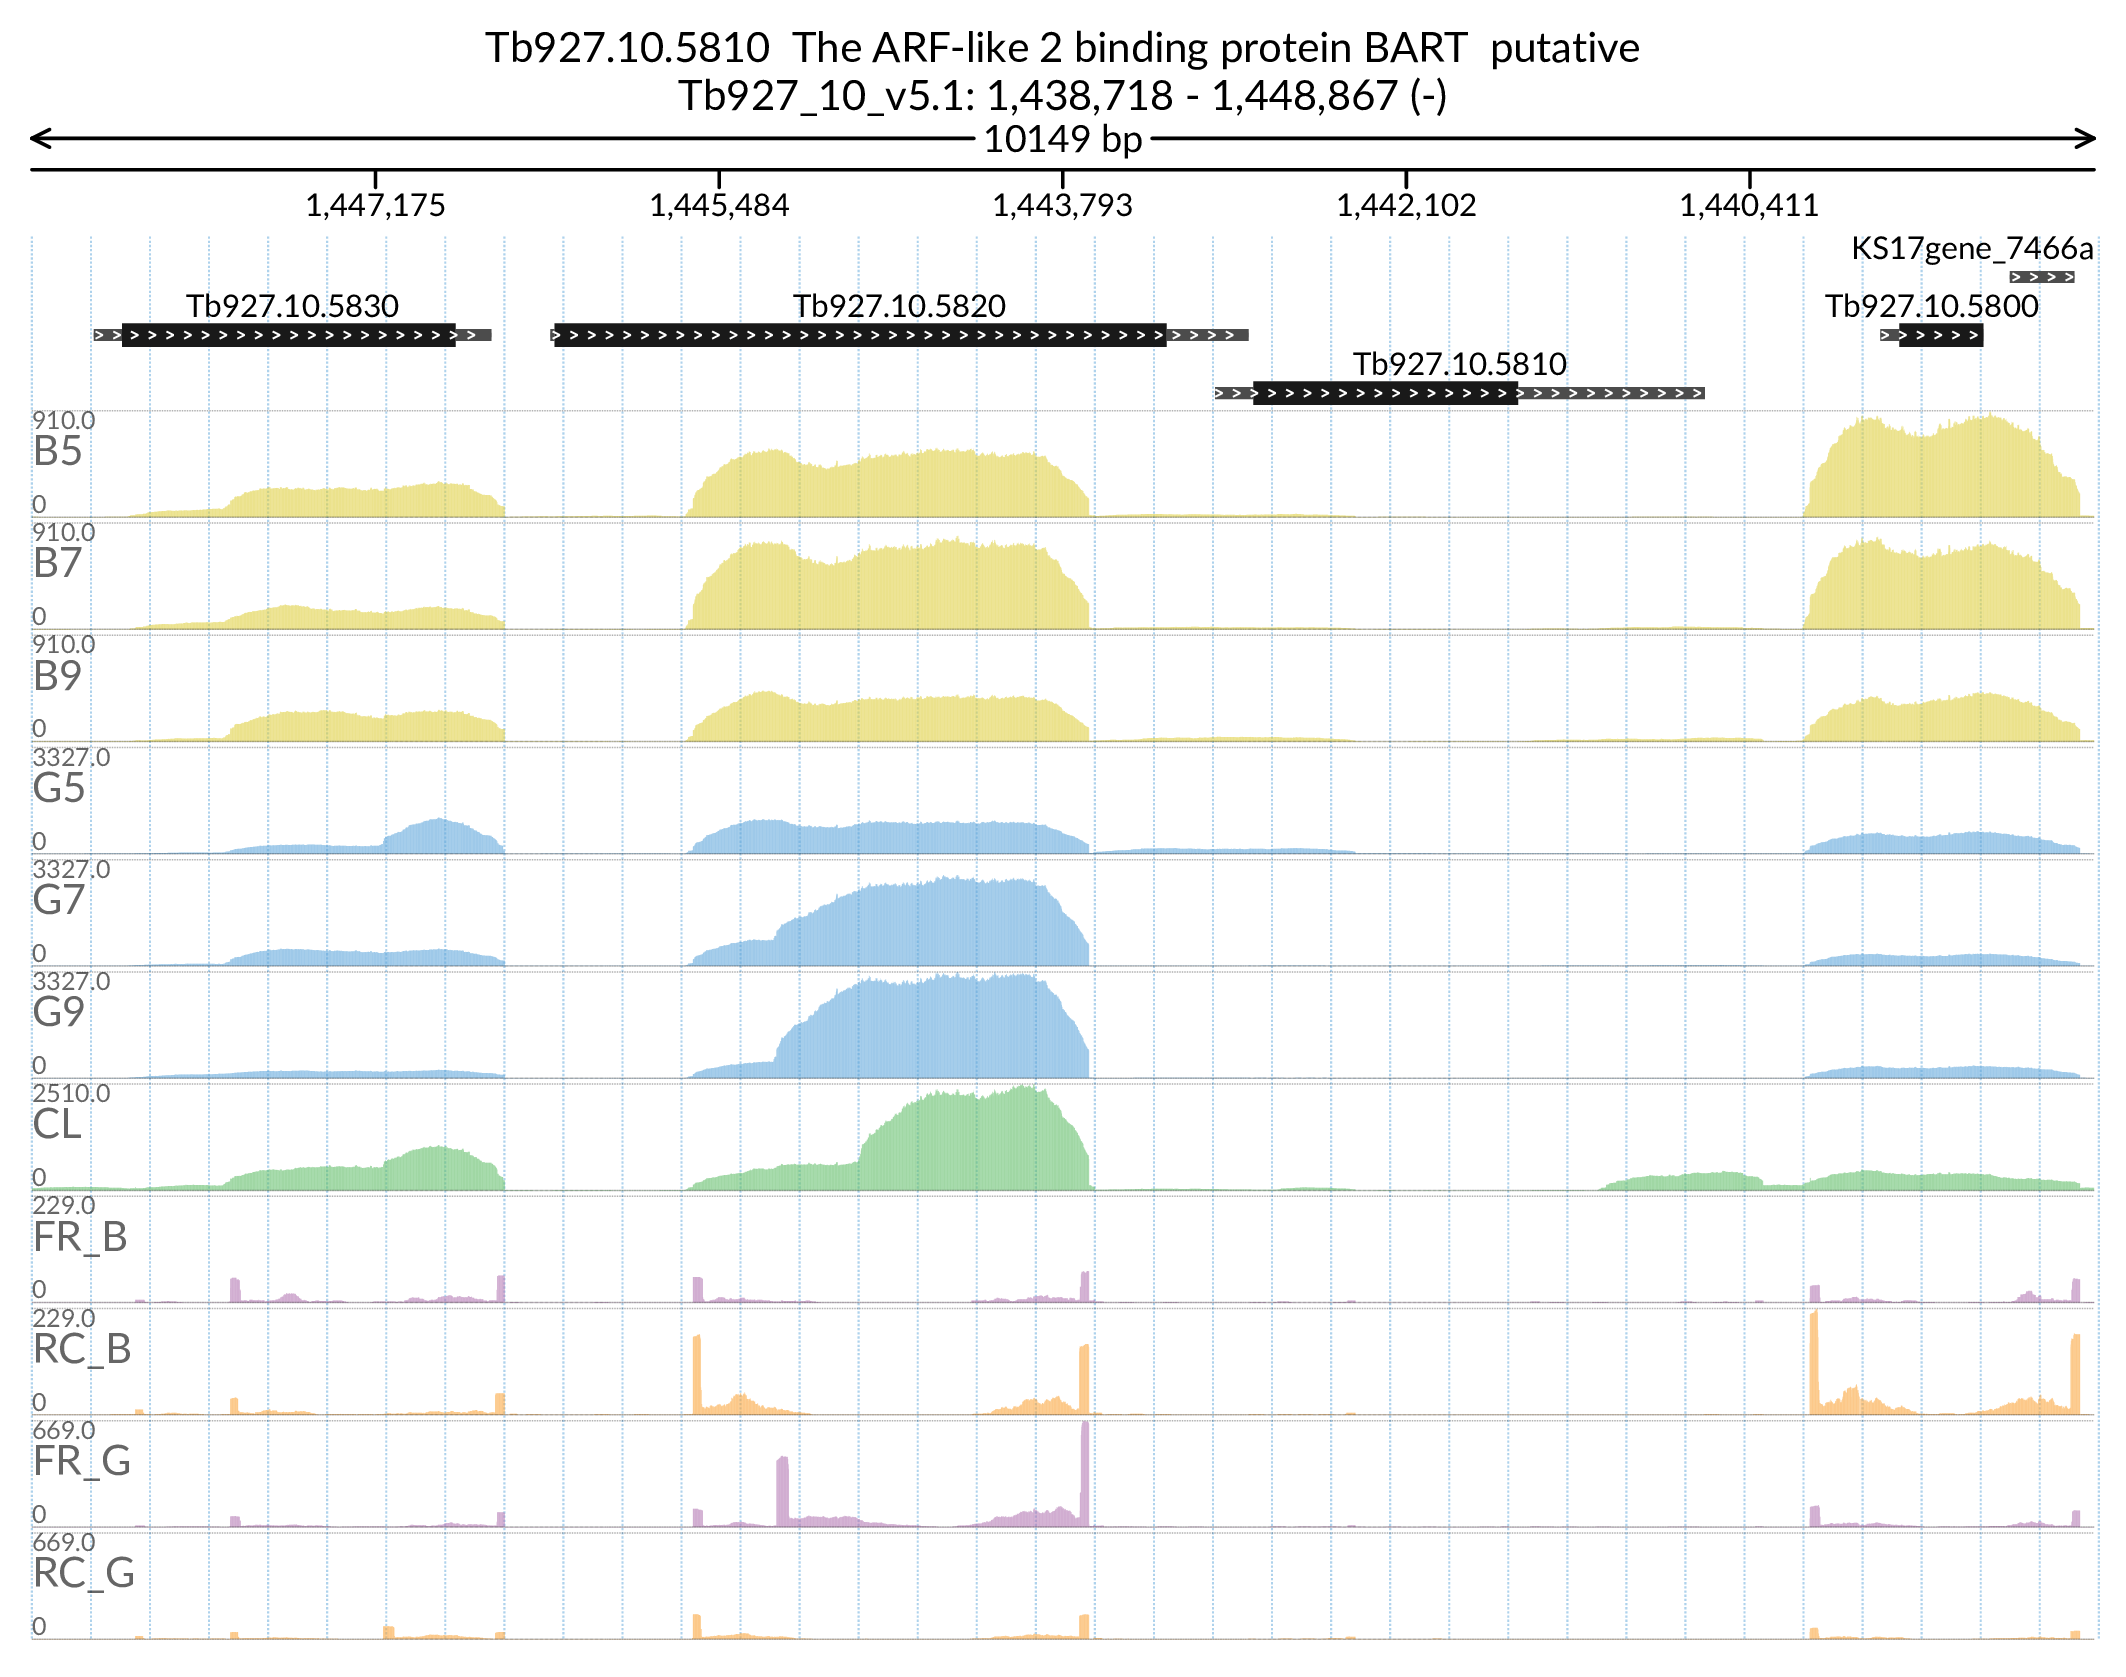 Tb927.10.5810  The ARF-like 2 binding protein BART  putative
Tb927_10_v5.1: 1,438,718 - 1,448,867 (-)
10149 bp
1,447,175 1,445,484 1,443,793 1,442,102 1,440,411
KS17gene_7466a
Tb927.10.5830 Tb927.10.5820 Tb927.10.5800
Tb927.10.5810
910.0
B5
0
910.0
B7
0
910.0
B9
0
3327.0
G5
0
3327.0
G7
0
3327.0
G9
0
2510.0
CL
0
229.0
FR_B
0
229.0
RC_B
0
669.0
FR_G
0
669.0
RC_G
0